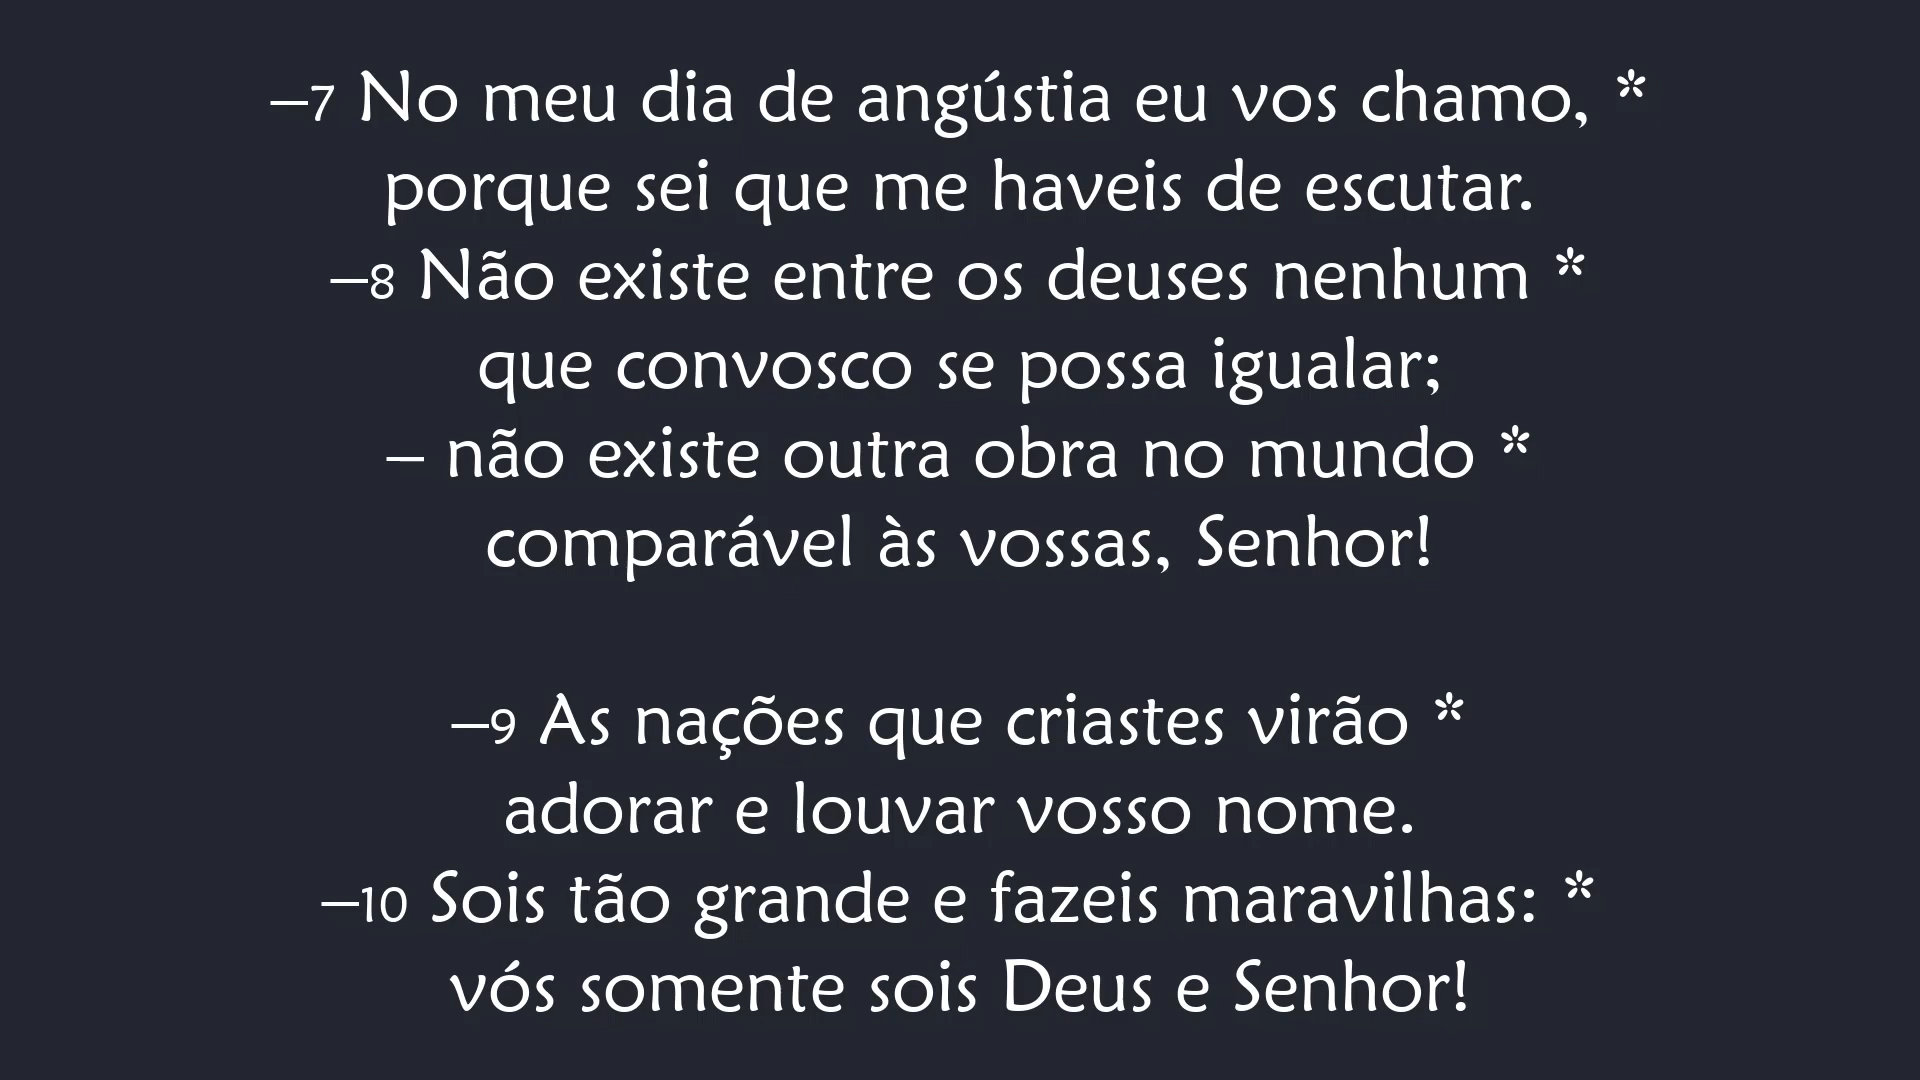 –7 No meu dia de angústia eu vos chamo, *
porque sei que me haveis de escutar.
–8 Não existe entre os deuses nenhum *
que convosco se possa igualar;
– não existe outra obra no mundo *
comparável às vossas, Senhor!
–9 As nações que criastes virão *
adorar e louvar vosso nome.
–10 Sois tão grande e fazeis maravilhas: *
vós somente sois Deus e Senhor!